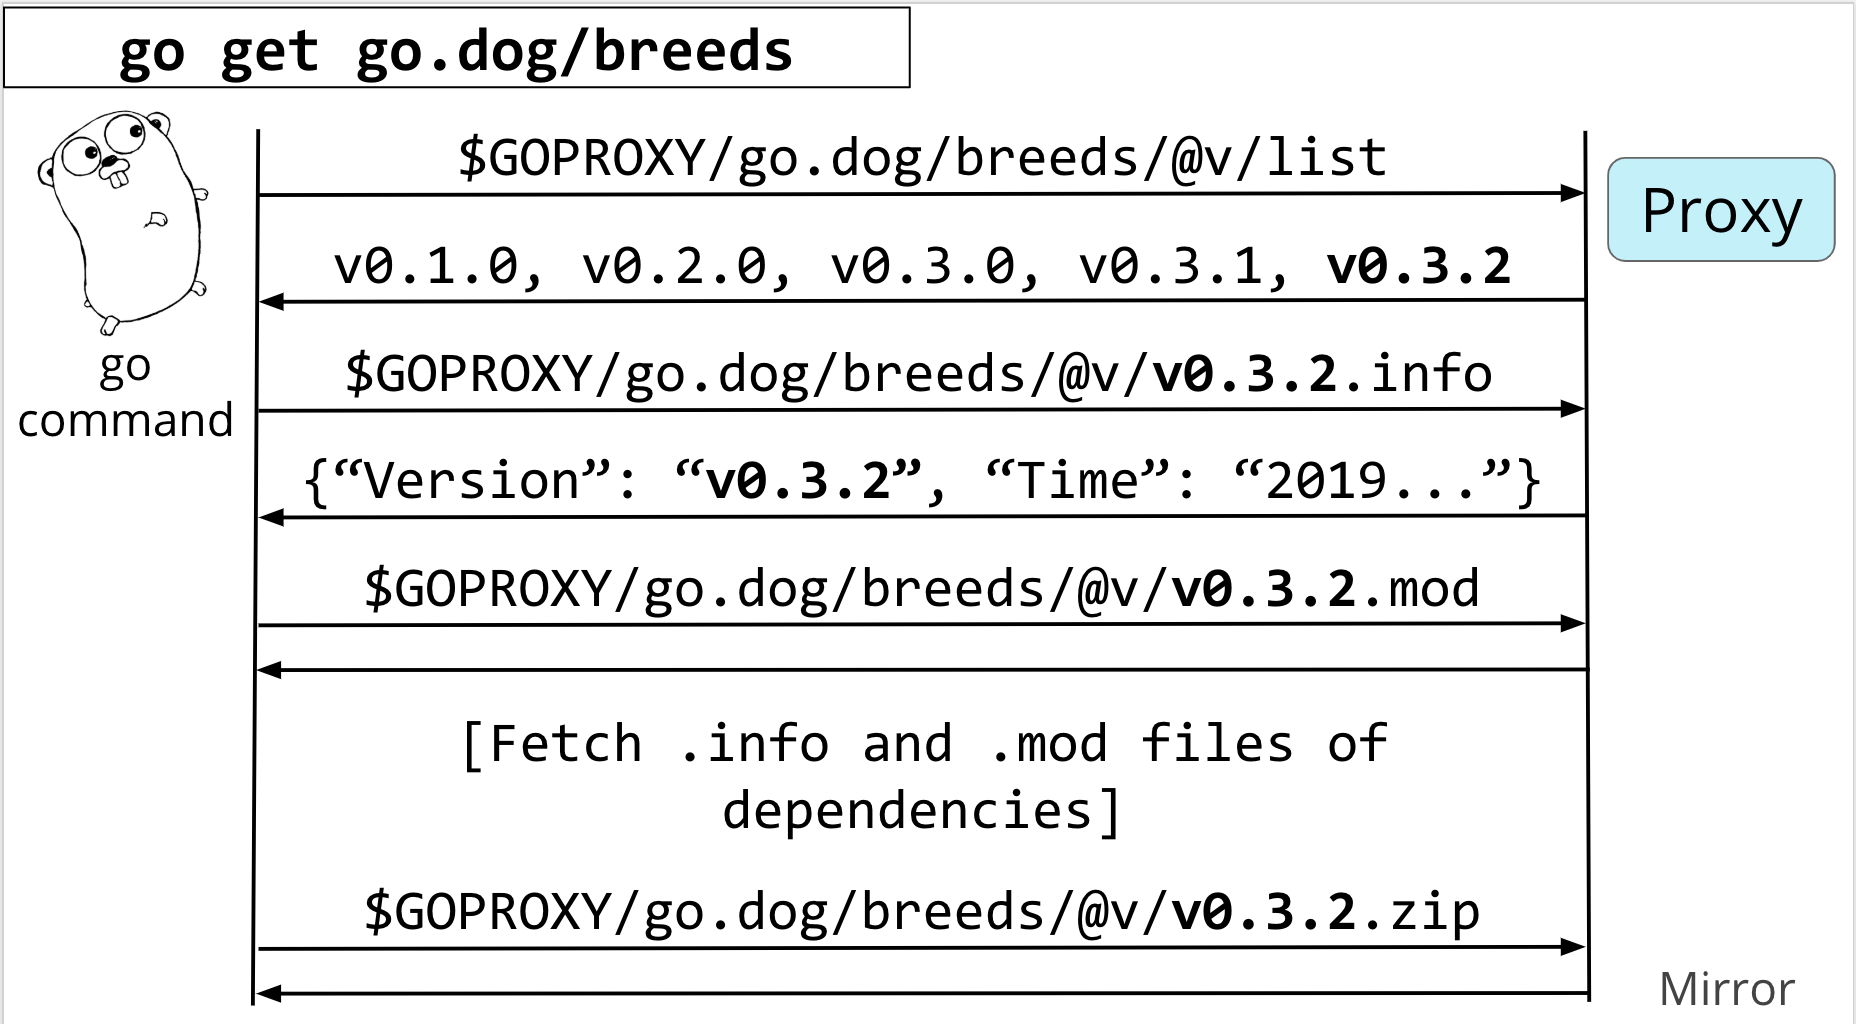 go get go.dog/breeds
$GOPROXY/go.dog/breeds/@v/list
Proxy
v0.1.0, v0.2.0, v0.3.0, v0.3.1, v0.3.2
go
command
$GOPROXY/go.dog/breeds/@v/v0.3.2.info
{“Version”: “v0.3.2”, “Time”: “2019...”}
$GOPROXY/go.dog/breeds/@v/v0.3.2.mod
[Fetch .info and .mod files of
dependencies]
$GOPROXY/go.dog/breeds/@v/v0.3.2.zip
Mirror